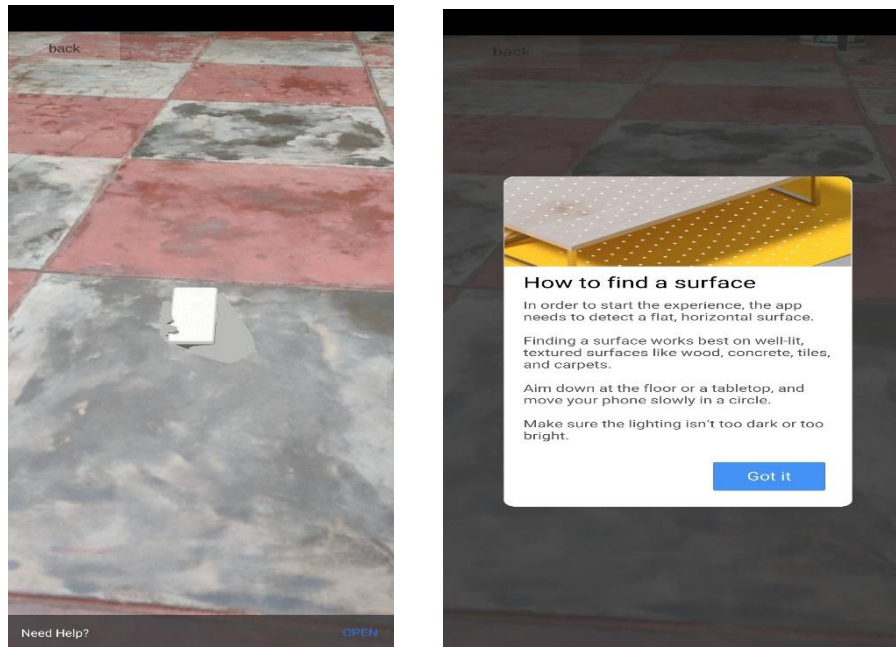 back
Need Help? OPEN
back
How to find a surface
In order to start the experience, the app
needs to detect a flat, horizontal surface.
Finding a surface works best on well-lit,
textured surfaces like wood, concrete, tiles,
and carpets.
Aim down at the floor or a tabletop, and
move your phone slowly in a circle.
Make sure the lighting isn't too dark or too
bright.
Got it